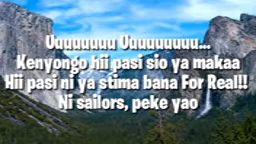 Uuuuuuuu Uuuuuuuuu...
Kenyongo hii pasi sio ya makaa
Hii pasi ni ya stima bana For Real!!
Ni sailors, peke yao